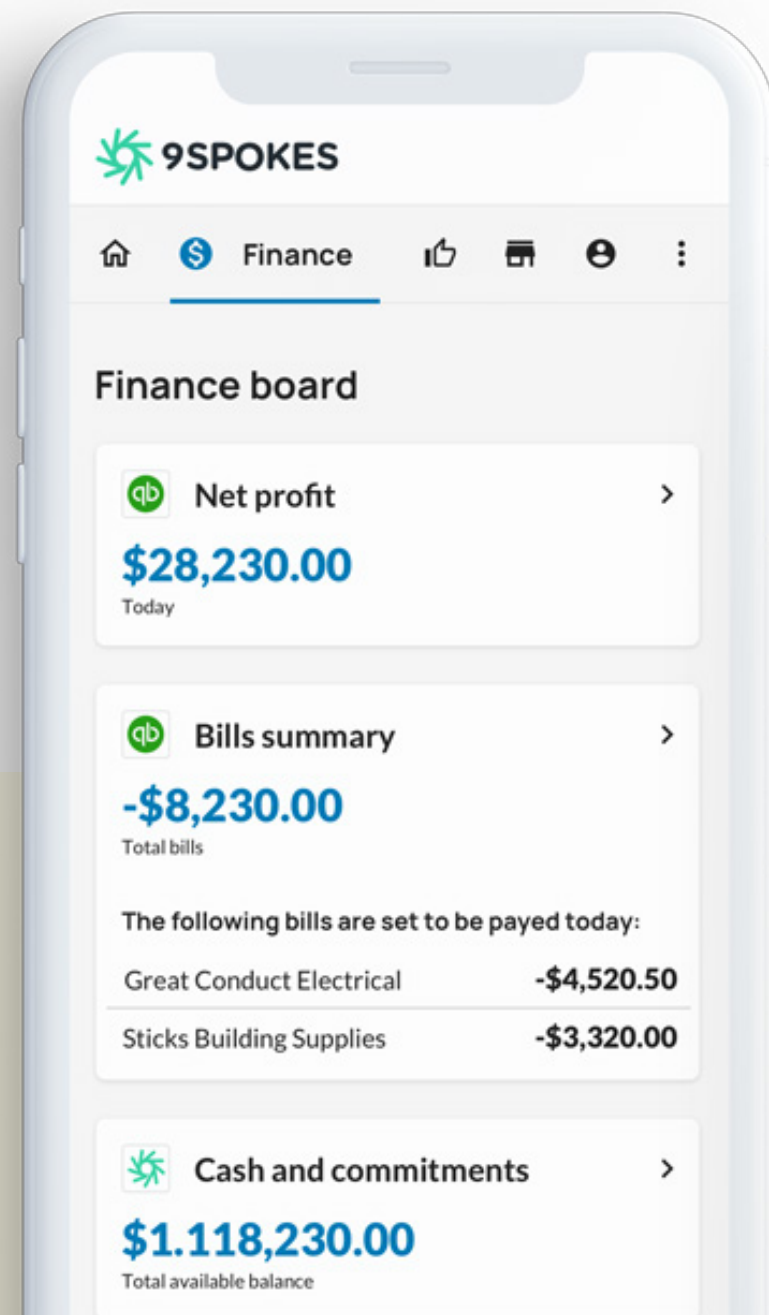 9SPOKES
Finance
Finance board
qb Net profit
$28,230.00
Today
qb Bills summary
-$8,230.00
Total bills
The following bills are set to be payed today:
Great Conduct Electrical -$4,520.50
Sticks Building Supplies -$3,320.00
Cash and commitments
$1.118,230.00
Total available balance